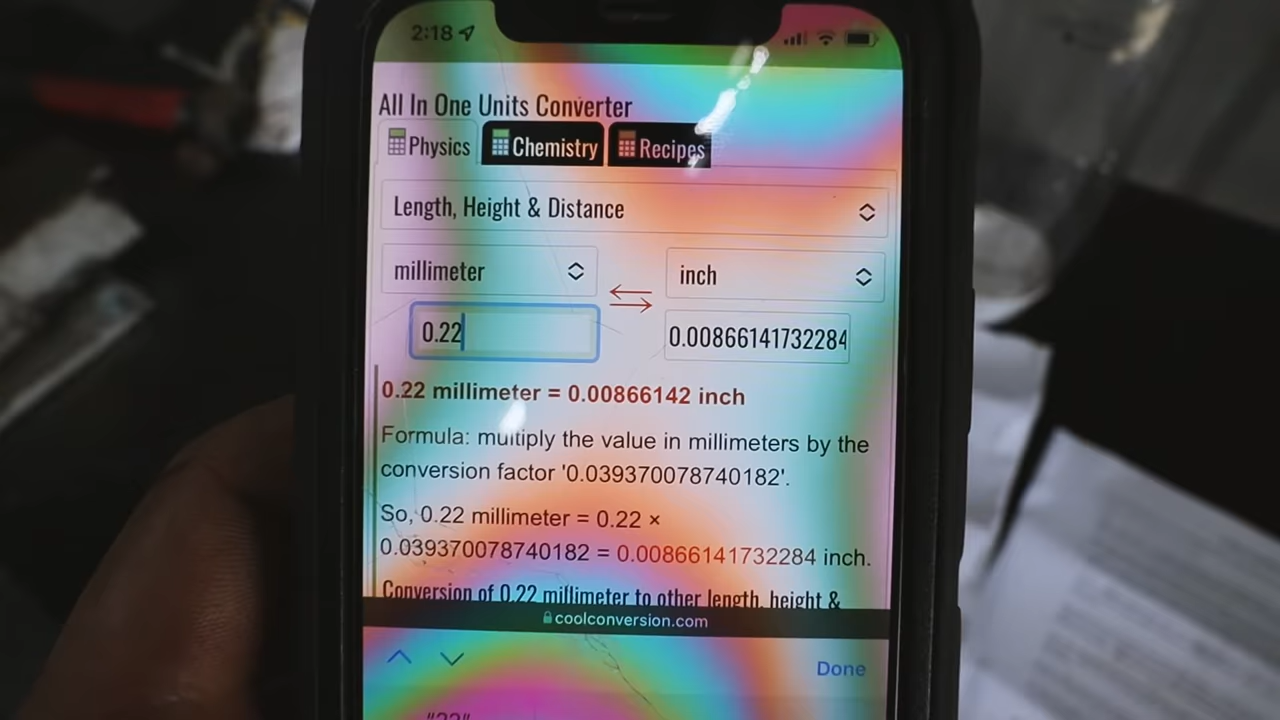 2:18
All In One Units Converter
Physics Chemistry Recipes
Length, Height & Distance
millimeter inch
0.22 0.00866141732284
0.22 millimeter = 0.00866142 inch
Formula: multiply the value in millimeters by the
conversion factor '0.039370078740182'.
So, 0.22 millimeter = 0.22 ×
0.039370078740182 = 0.00866141732284 inch.
Conversion of 0.22 millimeter to other length, height &
coolconversion.com
Done
"22"